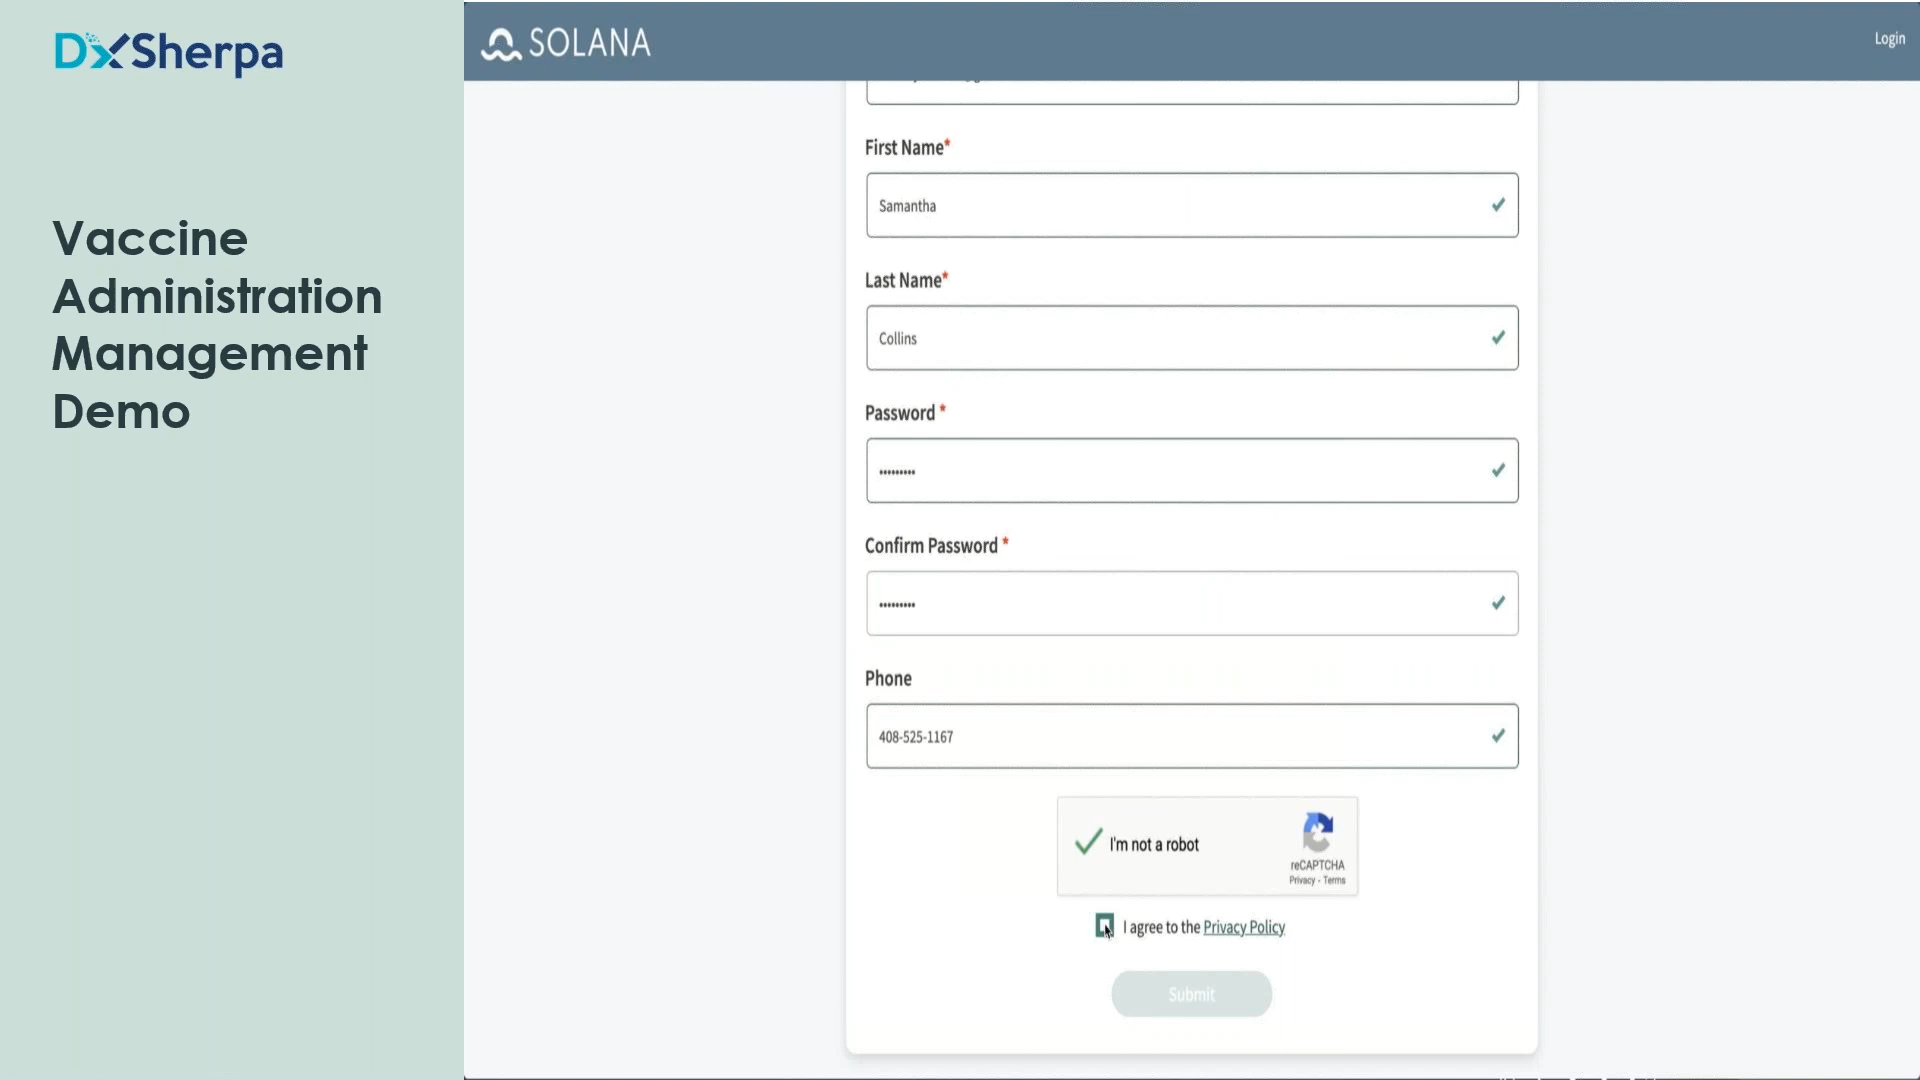 DxSherpa
Vaccine
Administration
Management
Demo
SOLANA
Login
First Name*
Samantha
Last Name*
Collins
Password *
•••••••••
Confirm Password *
•••••••••
Phone
408-525-1167
I'm not a robot
reCAPTCHA
Privacy - Terms
I agree to the Privacy Policy
Submit